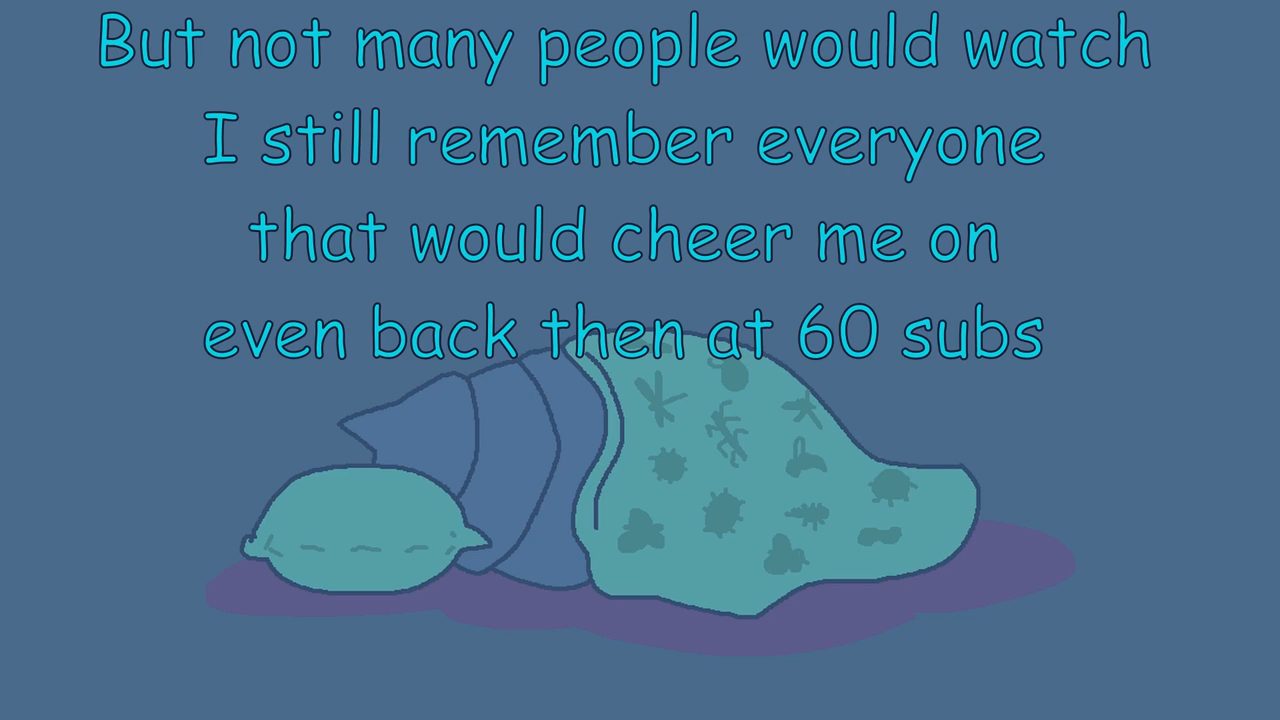 But not many people would watch
I still remember everyone
that would cheer me on
even back then at 60 subs